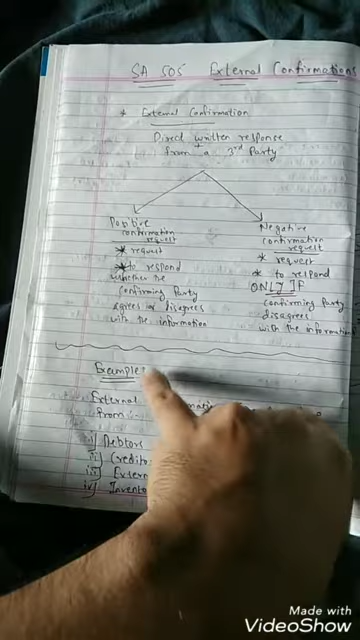 SA 505 External Confirmations
* External Confirmation
Direct written response
from a 3rd Party
Positive
confirmation
request
* request
* to respond
whether the
confirming Party
agrees or disagrees
with the information
Negative
confirmation
request
* request
* to respond
ONLY IF
confirming Party
disagrees
with the information
Example
External
from
i) Debtors
ii) Credito
iii) Extern
iv) Invento
Made with
VideoShow